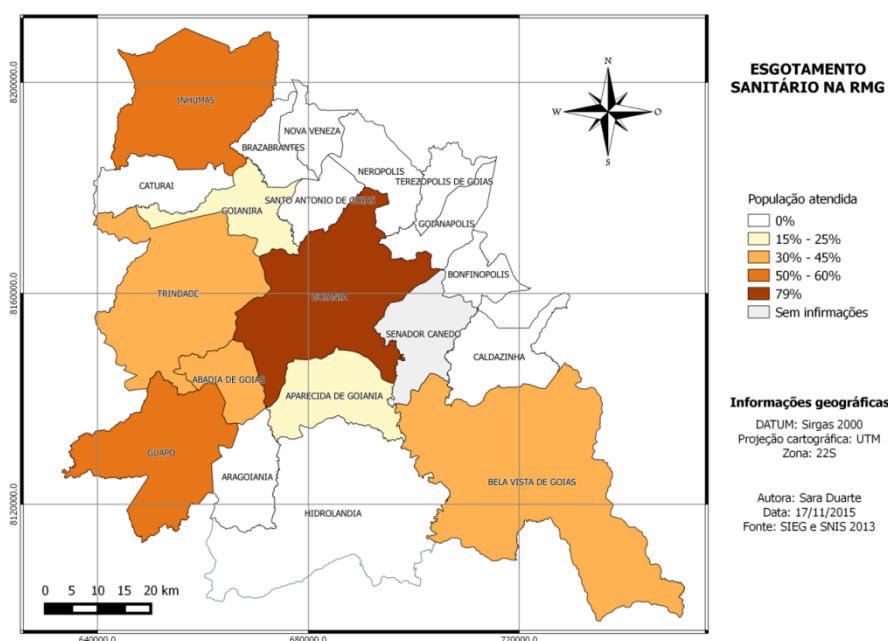 ESGOTAMENTO
SANITÁRIO NA RMG
N
W
O
S
8200000.0
8160000.0
8120000.0
INHUMAS
NOVA VENEZA
BRAZABRANTES
NEROPOLIS
TEREZOPOLIS DE GOIAS
CATURAI
SANTO ANTONIO DE GOIAS
GOIANIRA
GOIANAPOLIS
BONFINOPOLIS
TRINDADE
GOIANIA
SENADOR CANEDO
CALDAZINHA
ABADIA DE GOIAS
APARECIDA DE GOIANIA
GUAPO
ARAGOIANIA
BELA VISTA DE GOIAS
HIDROLANDIA
0 5 10 15 20 km
640000.0
680000.0
720000.0
População atendida
0%
15% - 25%
30% - 45%
50% - 60%
79%
Sem infirmações
Informações geográficas
DATUM: Sirgas 2000
Projeção cartográfica: UTM
Zona: 22S
Autora: Sara Duarte
Data: 17/11/2015
Fonte: SIEG e SNIS 2013